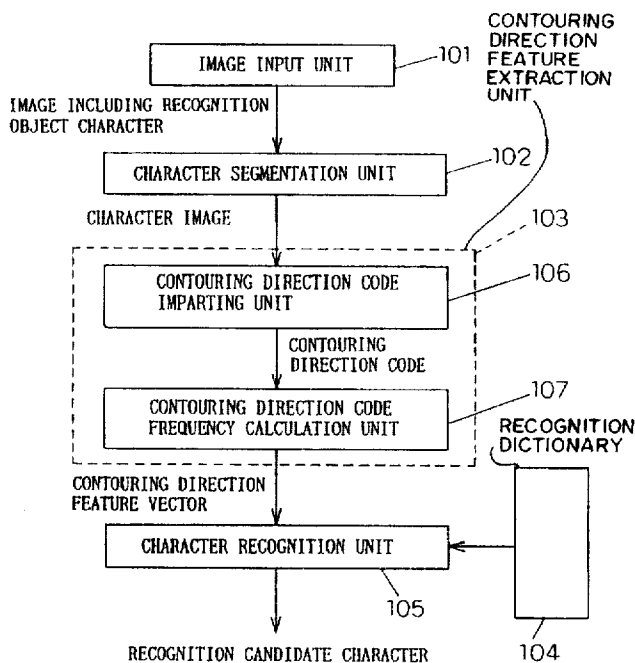 CONTOURING
DIRECTION
FEATURE
EXTRACTION
UNIT
IMAGE INPUT UNIT
101
IMAGE INCLUDING RECOGNITION
OBJECT CHARACTER
CHARACTER SEGMENTATION UNIT
102
CHARACTER IMAGE
103
CONTOURING DIRECTION CODE
IMPARTING UNIT
106
CONTOURING
DIRECTION CODE
CONTOURING DIRECTION CODE
FREQUENCY CALCULATION UNIT
107
RECOGNITION
DICTIONARY
CONTOURING DIRECTION
FEATURE VECTOR
CHARACTER RECOGNITION UNIT
105
104
RECOGNITION CANDIDATE CHARACTER